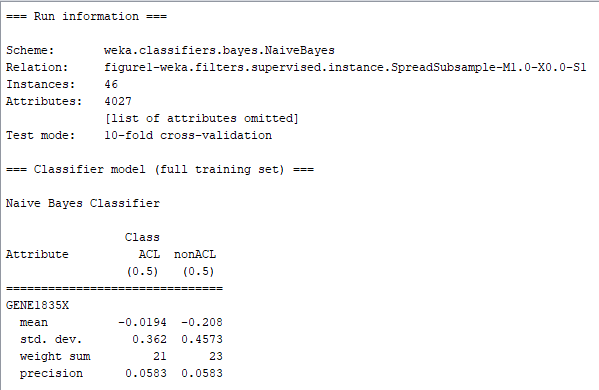 === Run information ===
Scheme: weka.classifiers.bayes.NaiveBayes
Relation: figure1-weka.filters.supervised.instance.SpreadSubsample-M1.0-X0.0-S1
Instances: 46
Attributes: 4027
[list of attributes omitted]
Test mode: 10-fold cross-validation
=== Classifier model (full training set) ===
Naive Bayes Classifier
Class
Attribute ACL nonACL
(0.5) (0.5)
===============================
GENE1835X
mean -0.0194 -0.208
std. dev. 0.362 0.4573
weight sum 21 23
precision 0.0583 0.0583